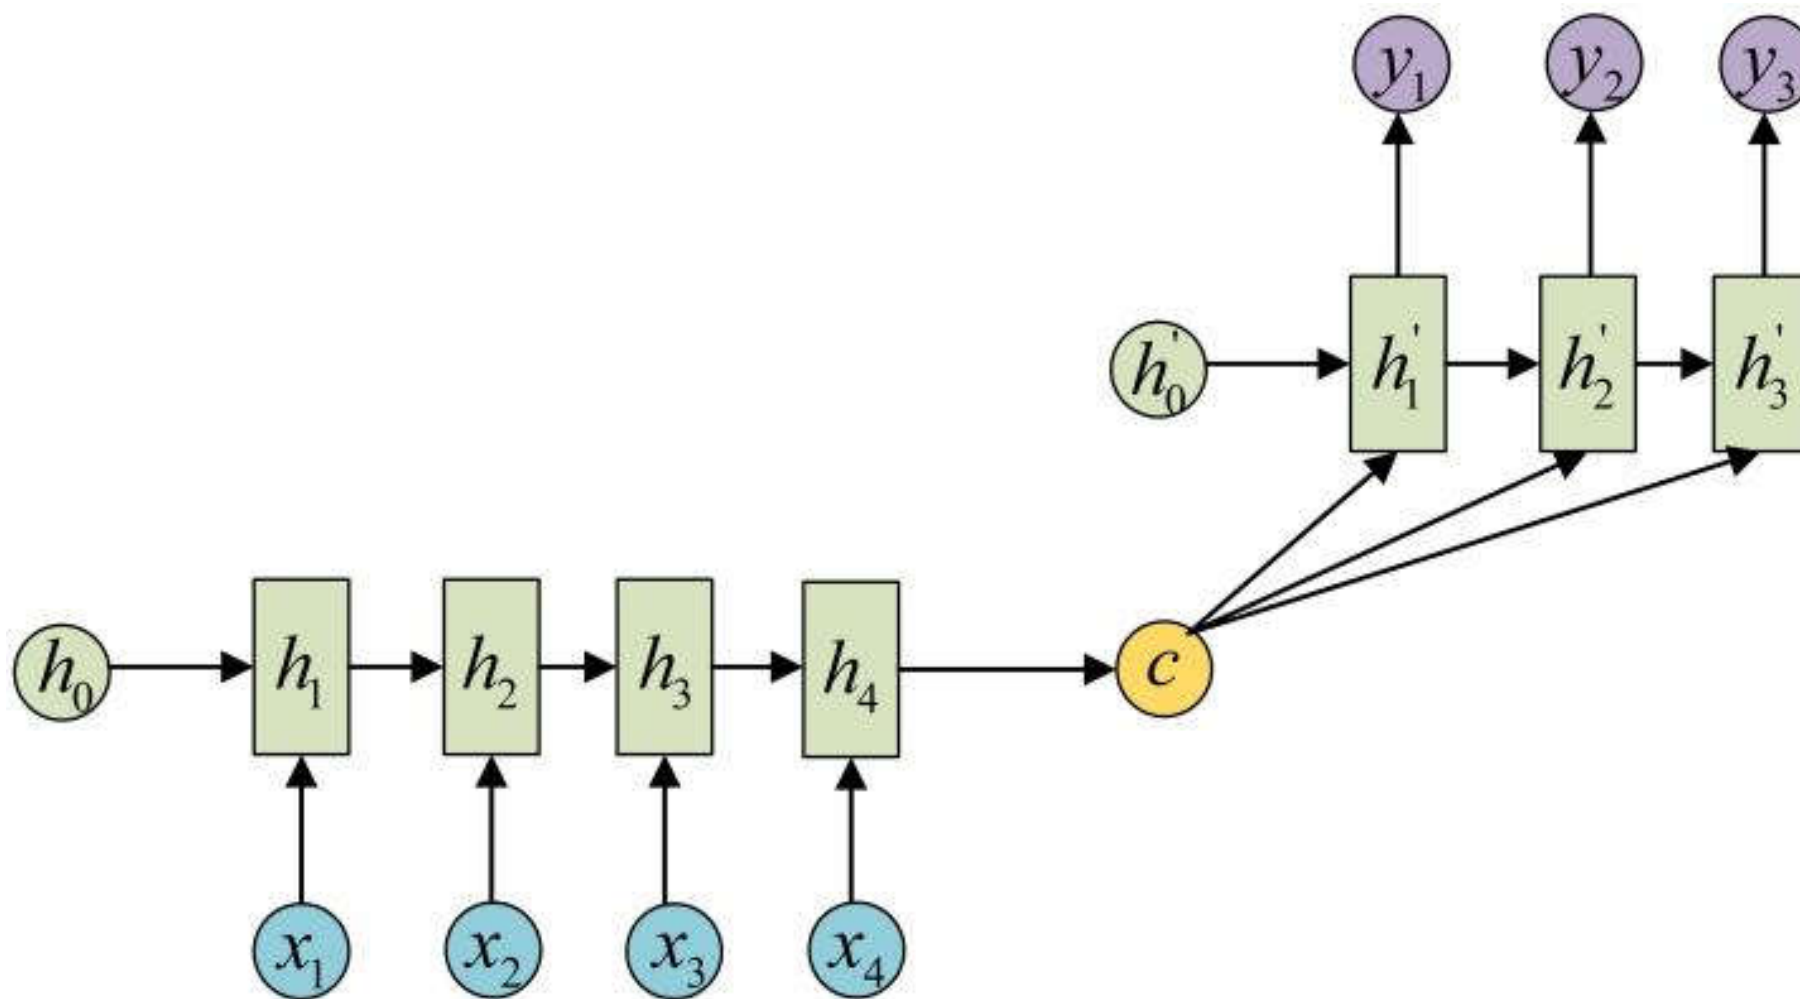 y₁ y₂ y₃
h'₀ h'₁ h'₂ h'₃
h₀ h₁ h₂ h₃ h₄ c
x₁ x₂ x₃ x₄